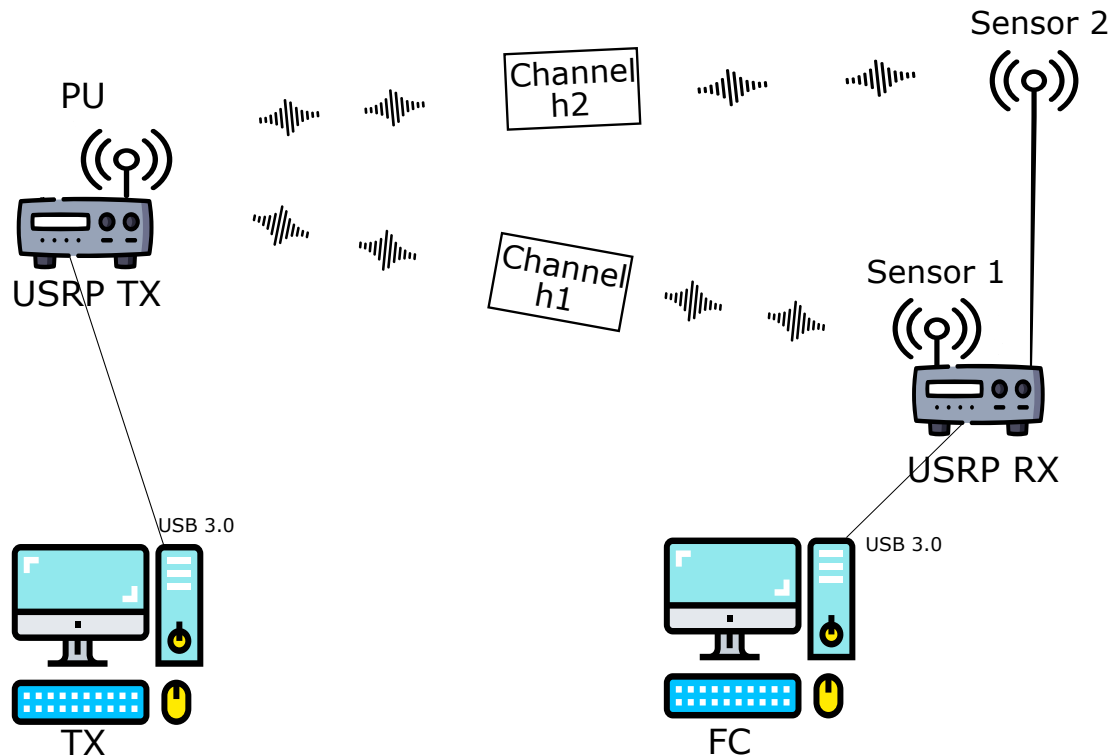 Sensor 2
PU
Channel
h2
Channel
h1
Sensor 1
USRP TX
USRP RX
USB 3.0
USB 3.0
TX
FC